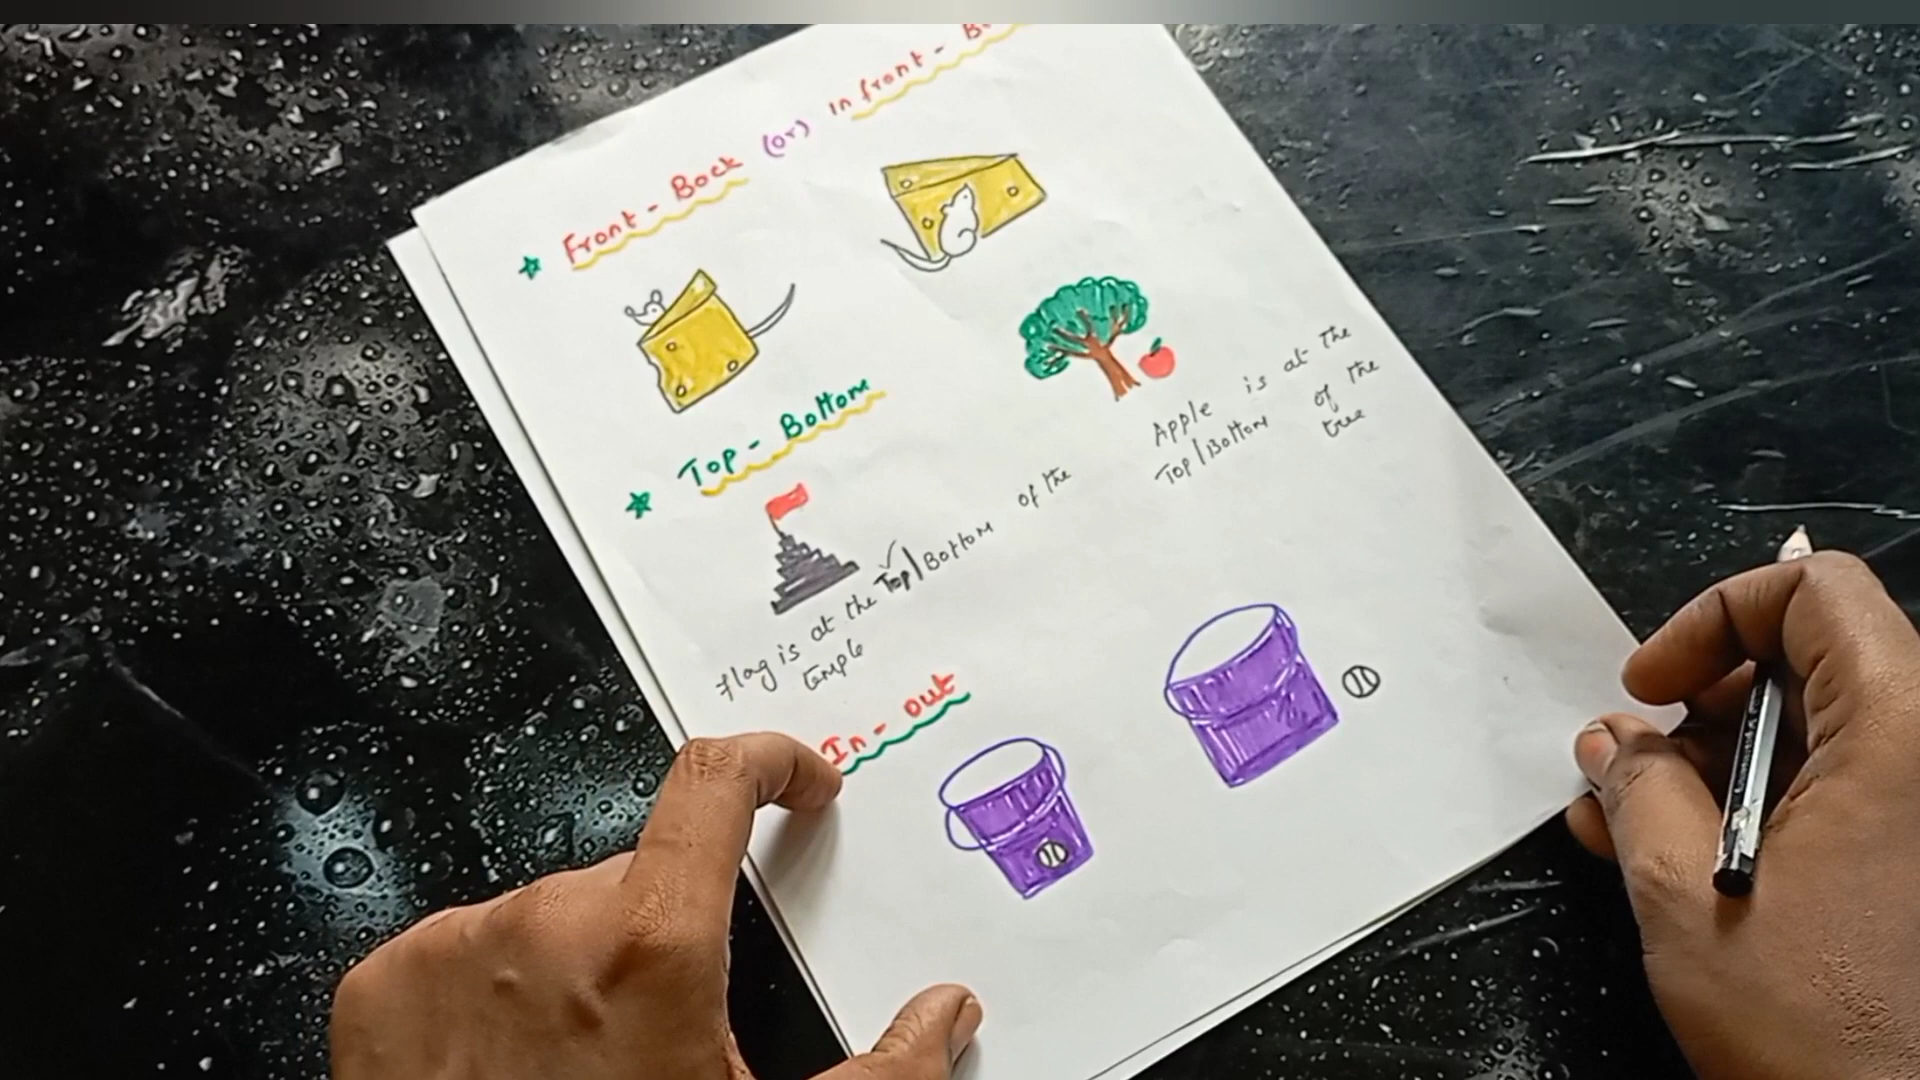 Front - Back (or) In front - 
Top - Bottom
Apple is at the
Top/Bottom of the
tree
Flag is at the Top/Bottom of the
temple
In - out